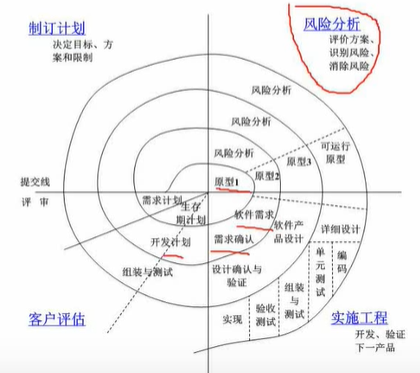 制订计划
决定目标、方
案和限制
风险分析
评价方案、
识别风险、
消除风险
风险分析
风险分析
风险分析
可运行
原型
原型3
原型2
原型1
提交线
评 审
需求计划
生存
期计划
开发计划
组装与测试
软件需求
需求确认
软件产
品设计
设计确认与
验证
详细设计
编
码
单
元
测
试
组装
与测
试
验收
测试
实现
客户评估
实施工程
开发、验证
下一产品